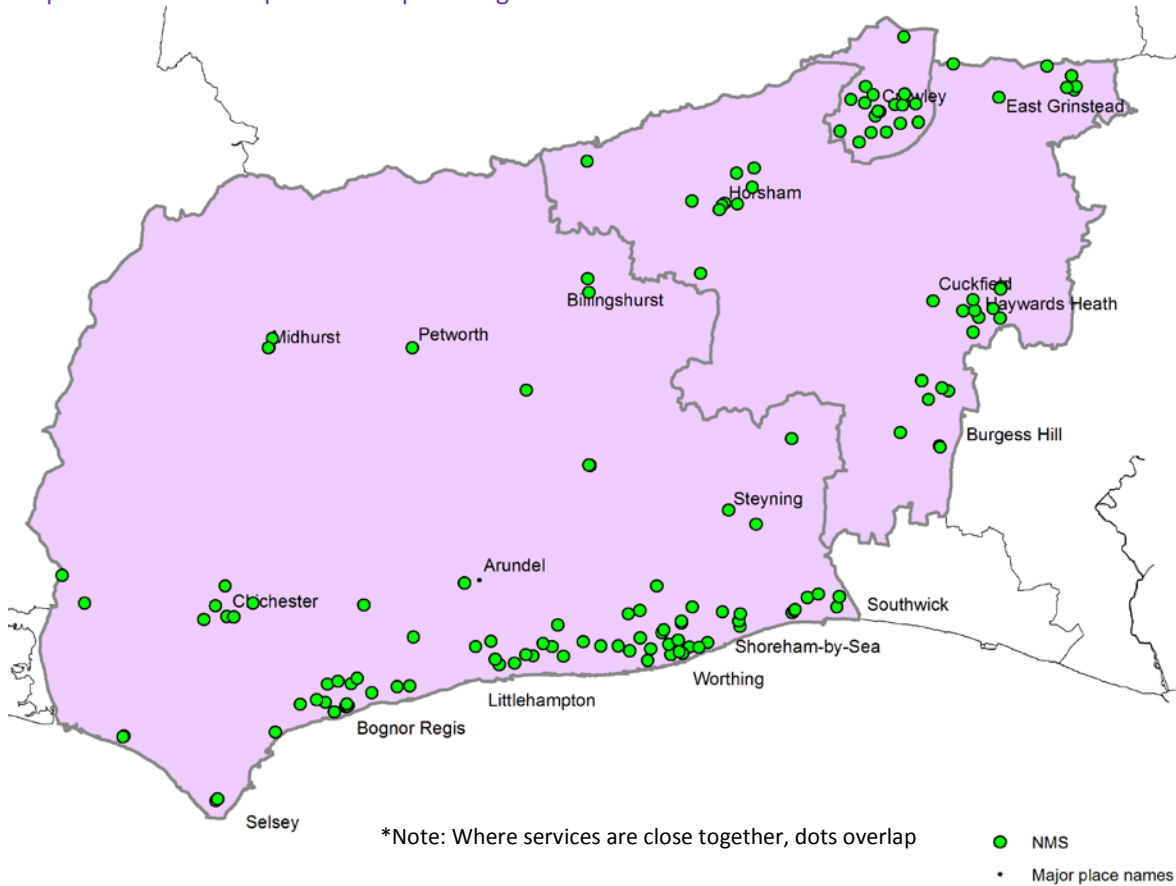 Crawley
East Grinstead
Horsham
Cuckfield
Haywards Heath
Billingshurst
Midhurst
Petworth
Burgess Hill
Steyning
Arundel
Chichester
Southwick
Shoreham-by-Sea
Worthing
Littlehampton
Bognor Regis
Selsey
*Note: Where services are close together, dots overlap
NMS
Major place names